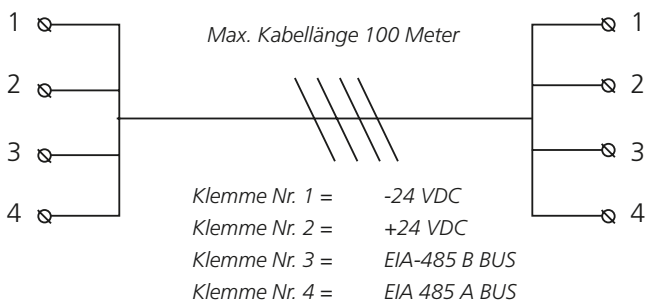 1 Max. Kabellänge 100 Meter 1
2 2
3 3
4 4
Klemme Nr. 1 = -24 VDC
Klemme Nr. 2 = +24 VDC
Klemme Nr. 3 = EIA-485 B BUS
Klemme Nr. 4 = EIA 485 A BUS